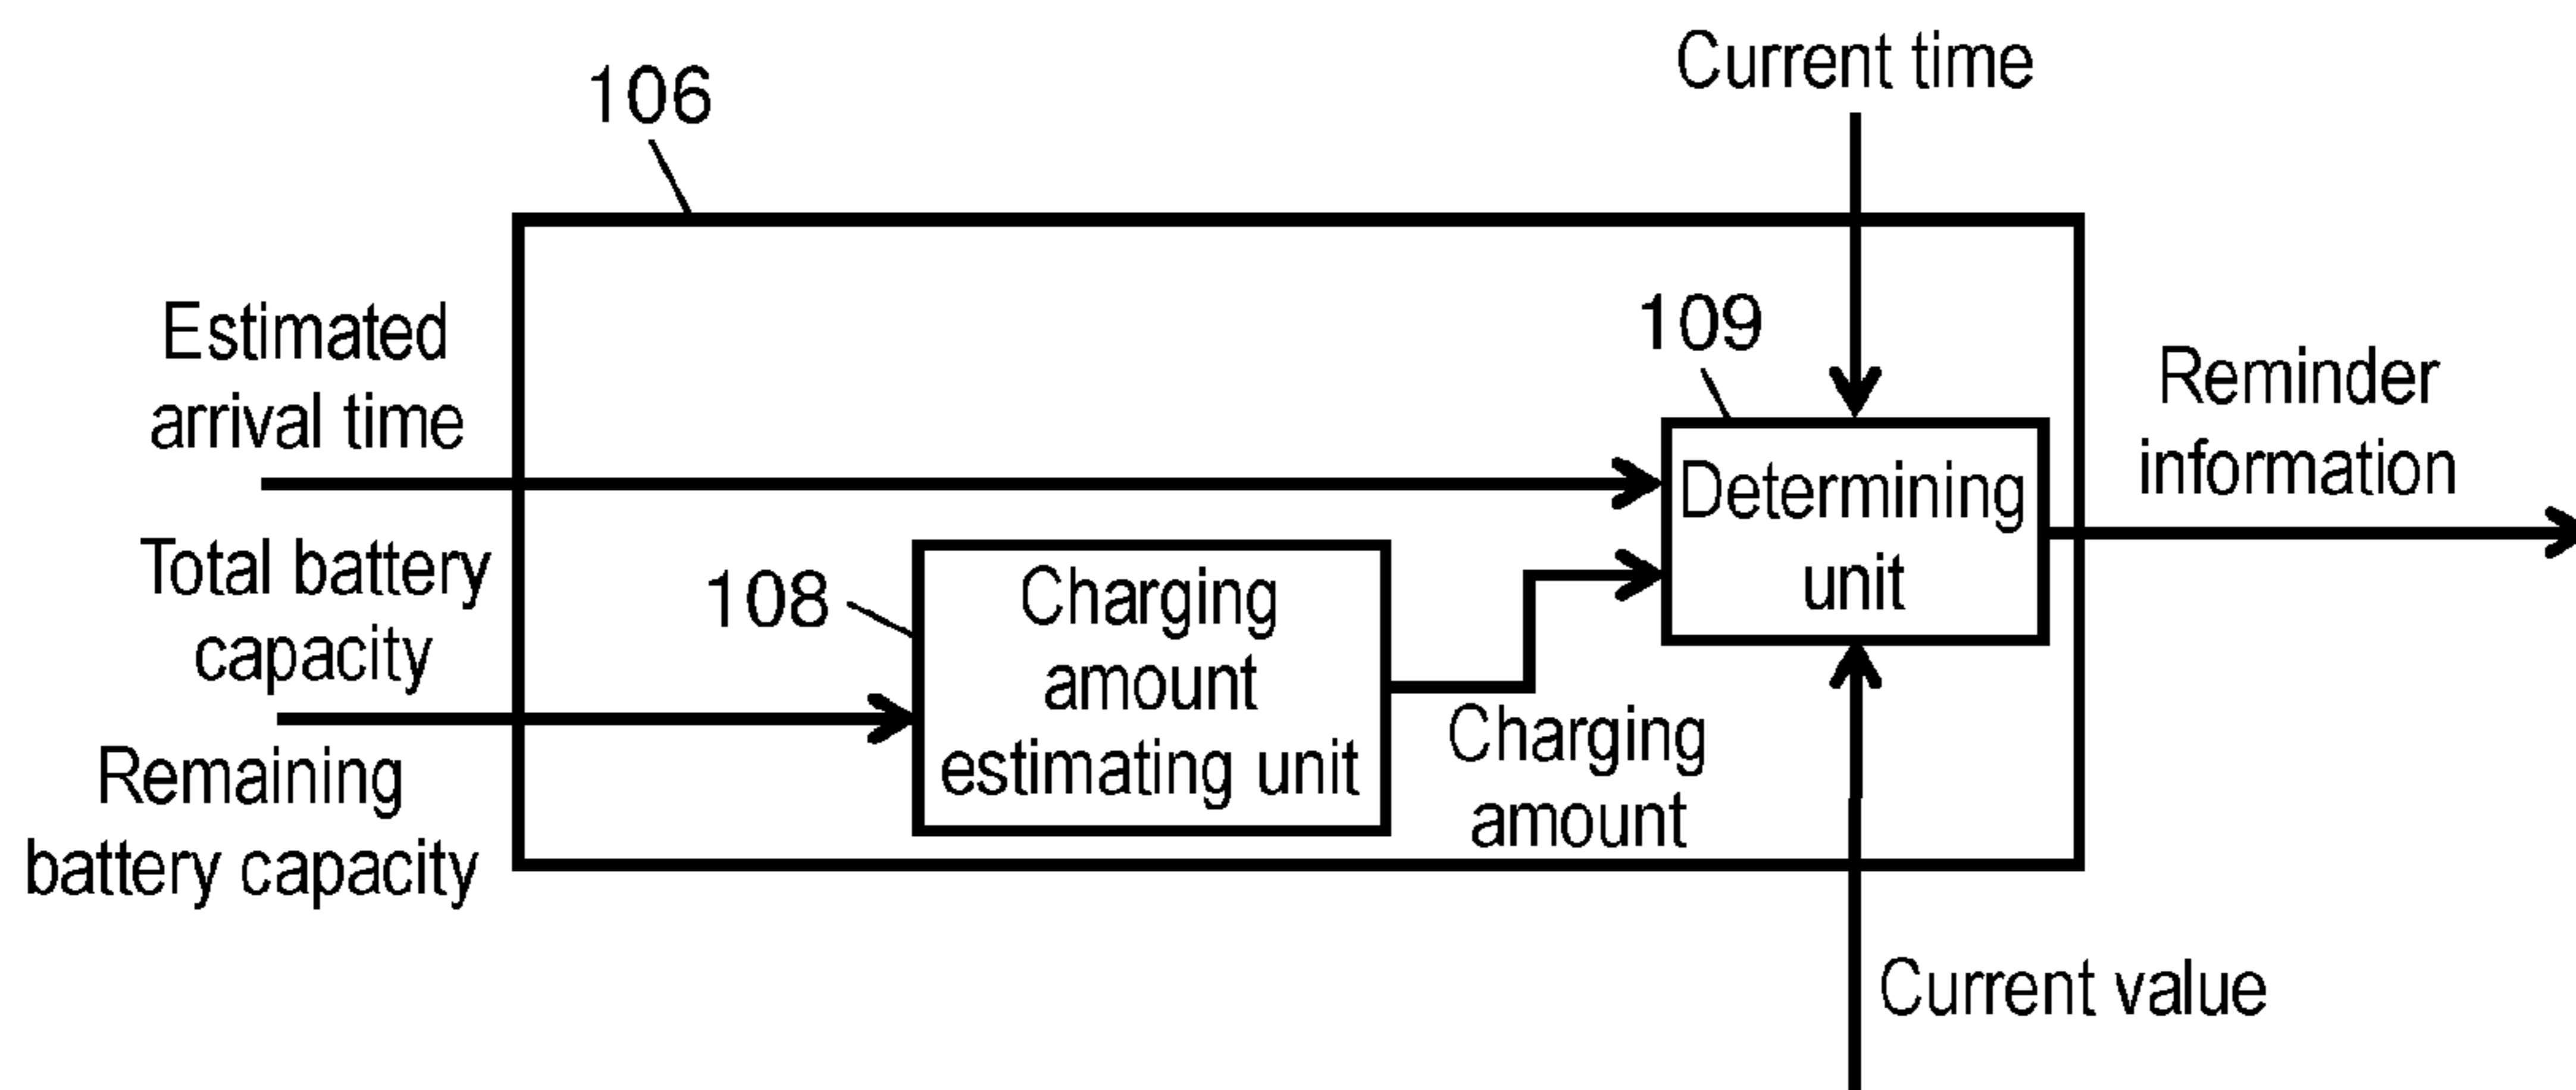 Current time
106
Estimated
arrival time
109
Reminder
information
Determining
unit
Total battery
capacity
108
Charging
amount
estimating unit
Charging
amount
Remaining
battery capacity
Current value